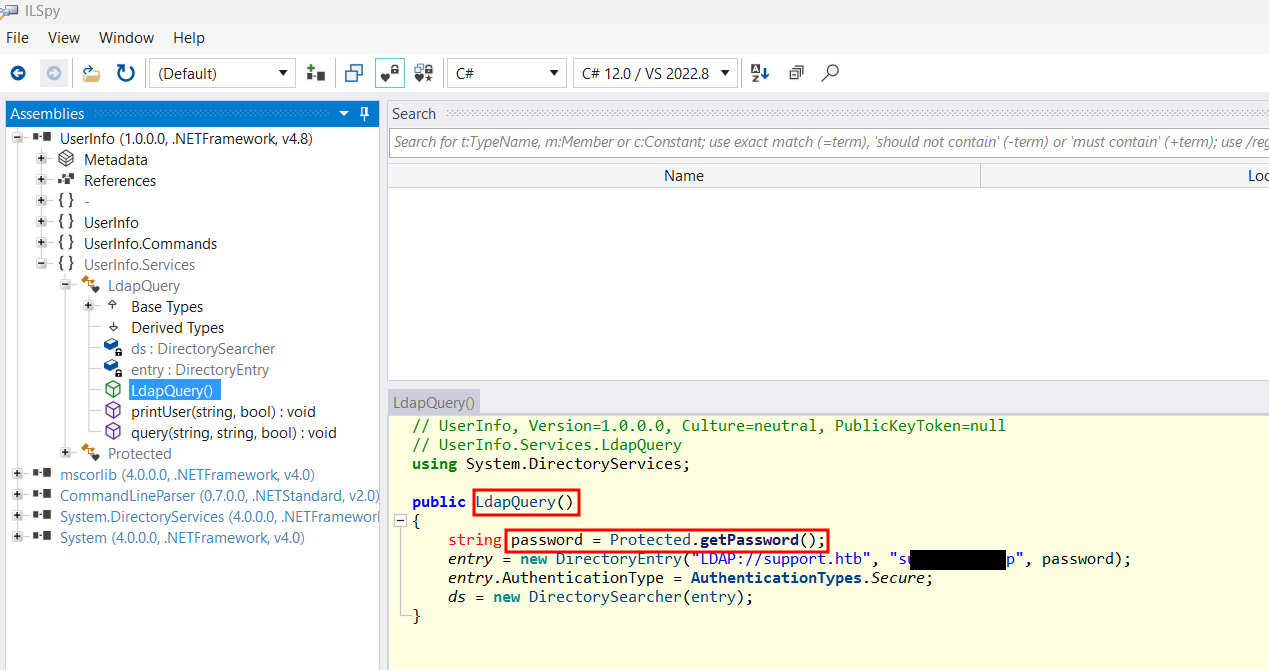 ILSpy
File View Window Help
(Default) C# C# 12.0 / VS 2022.8
Assemblies
UserInfo (1.0.0.0, .NETFramework, v4.8)
Metadata
References
{ } -
{ } UserInfo
{ } UserInfo.Commands
{ } UserInfo.Services
LdapQuery
Base Types
Derived Types
ds : DirectorySearcher
entry : DirectoryEntry
LdapQuery()
printUser(string, bool) : void
query(string, string, bool) : void
Protected
mscorlib (4.0.0.0, .NETFramework, v4.0)
CommandLineParser (0.7.0.0, .NETStandard, v2.0)
System.DirectoryServices (4.0.0.0, .NETFramewor
System (4.0.0.0, .NETFramework, v4.0)
Search
Search for t:TypeName, m:Member or c:Constant; use exact match (=term), 'should not contain' (-term) or 'must contain' (+term); use /reg
Name Loc
LdapQuery()
// UserInfo, Version=1.0.0.0, Culture=neutral, PublicKeyToken=null
// UserInfo.Services.LdapQuery
using System.DirectoryServices;
public LdapQuery()
{
string password = Protected.getPassword();
entry = new DirectoryEntry("LDAP://support.htb", "su p", password);
entry.AuthenticationType = AuthenticationTypes.Secure;
ds = new DirectorySearcher(entry);
}